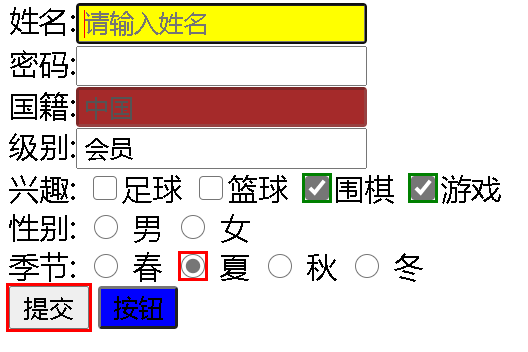 姓名:请输入姓名
密码:
国籍:中国
级别:会员
兴趣: 足球 篮球 围棋 游戏
性别: 男 女
季节: 春 夏 秋 冬
提交 按钮